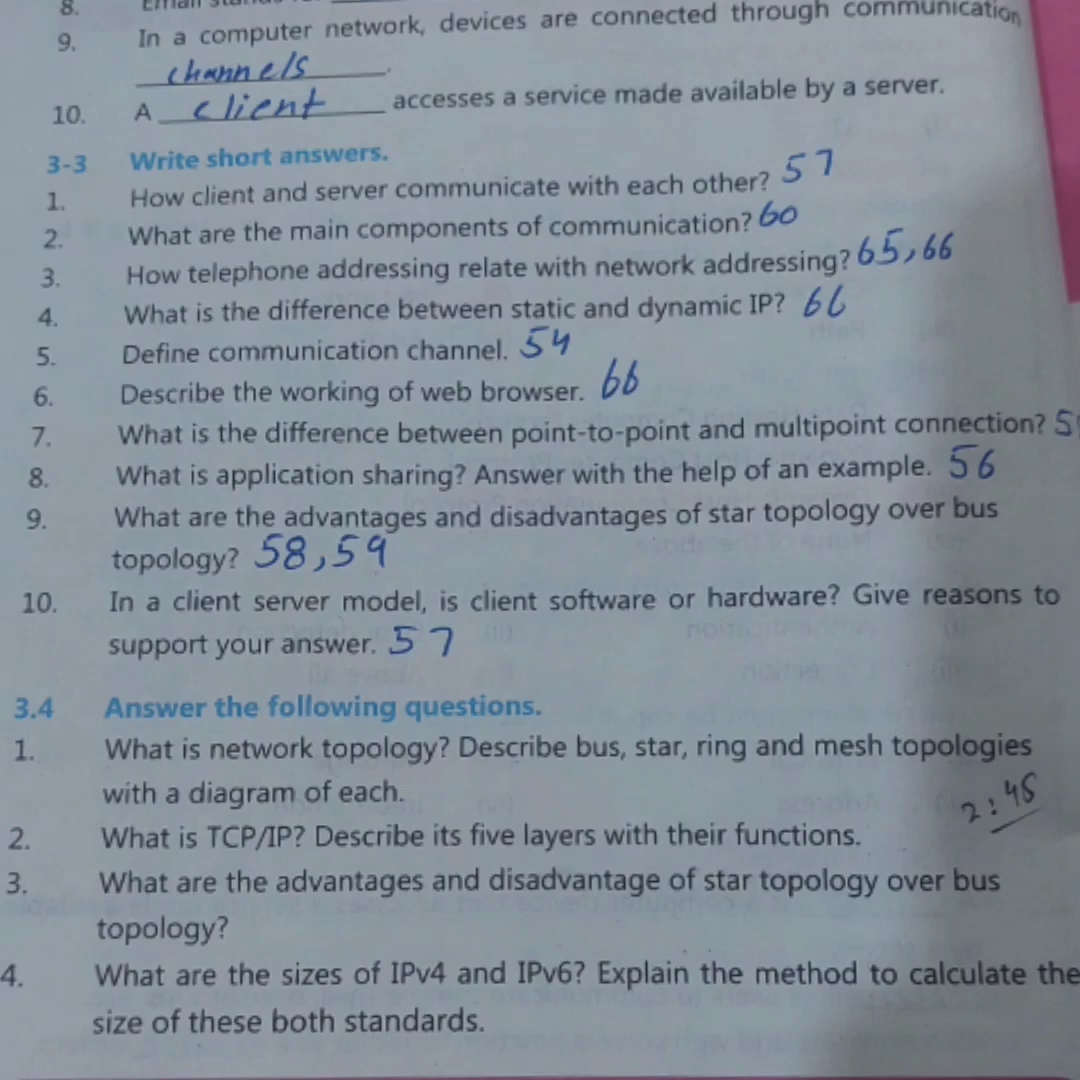 8. Email
9. In a computer network, devices are connected through communication
channels.
10. A client accesses a service made available by a server.
3-3 Write short answers.
1. How client and server communicate with each other? 57
2. What are the main components of communication? 60
3. How telephone addressing relate with network addressing? 65,66
4. What is the difference between static and dynamic IP? 66
5. Define communication channel. 54
6. Describe the working of web browser. 66
7. What is the difference between point-to-point and multipoint connection? 5
8. What is application sharing? Answer with the help of an example. 56
9. What are the advantages and disadvantages of star topology over bus
topology? 58,59
10. In a client server model, is client software or hardware? Give reasons to
support your answer. 57
3.4 Answer the following questions.
1. What is network topology? Describe bus, star, ring and mesh topologies
with a diagram of each.
2:45
2. What is TCP/IP? Describe its five layers with their functions.
3. What are the advantages and disadvantage of star topology over bus
topology?
4. What are the sizes of IPv4 and IPv6? Explain the method to calculate the
size of these both standards.